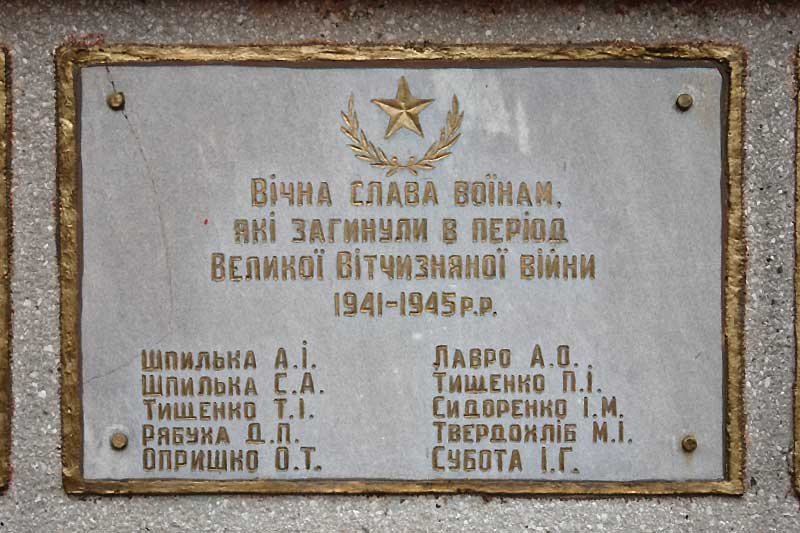 Вічна слава воїнам,
які загинули в період
Великої Вітчизняної війни
1941-1945р.р.
Шпилька А.І.
Шпилька С.А.
Тищенко Т.І.
Рябуха Д.П.
Опришко О.Т.
Лавро А.О.
Тищенко П.І.
Сидоренко І.М.
Твердохліб М.І.
Субота І.Г.